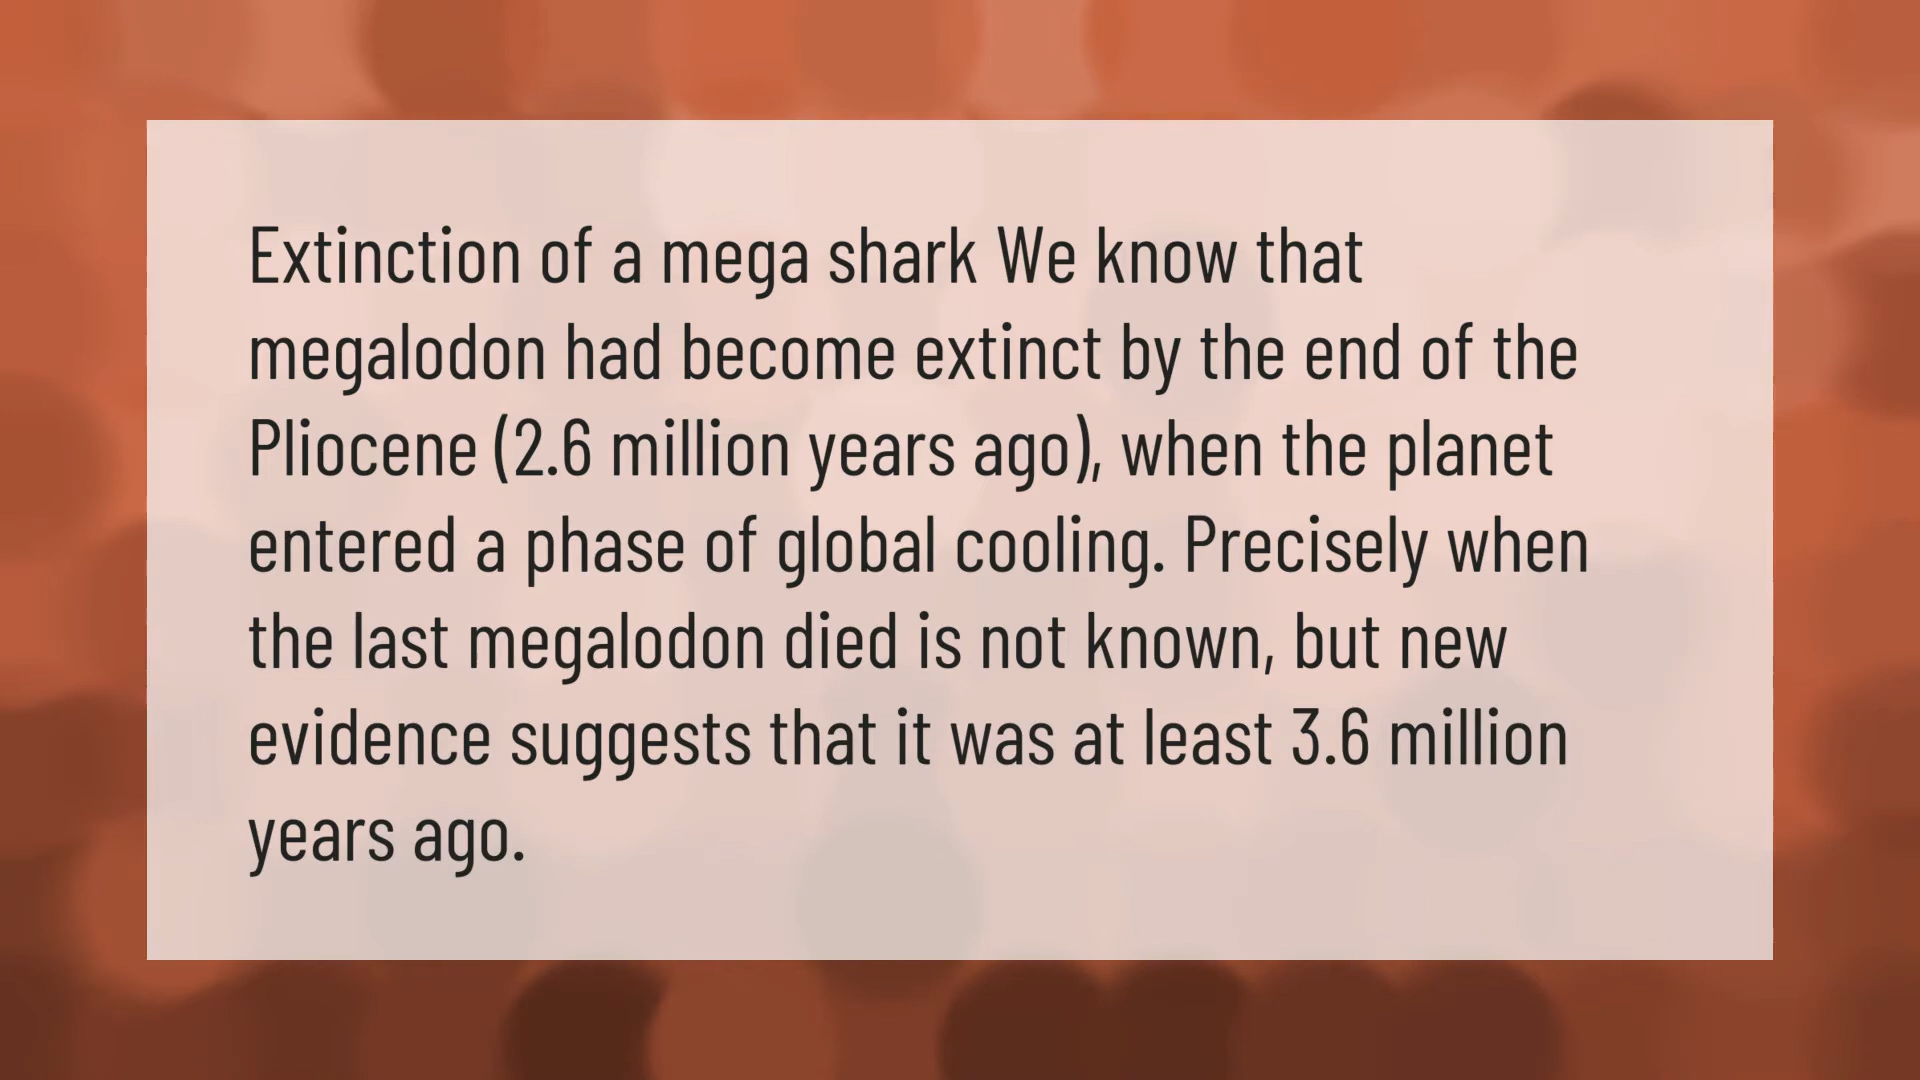 Extinction of a mega shark We know that
megalodon had become extinct by the end of the
Pliocene (2.6 million years ago), when the planet
entered a phase of global cooling. Precisely when
the last megalodon died is not known, but new
evidence suggests that it was at least 3.6 million
years ago.